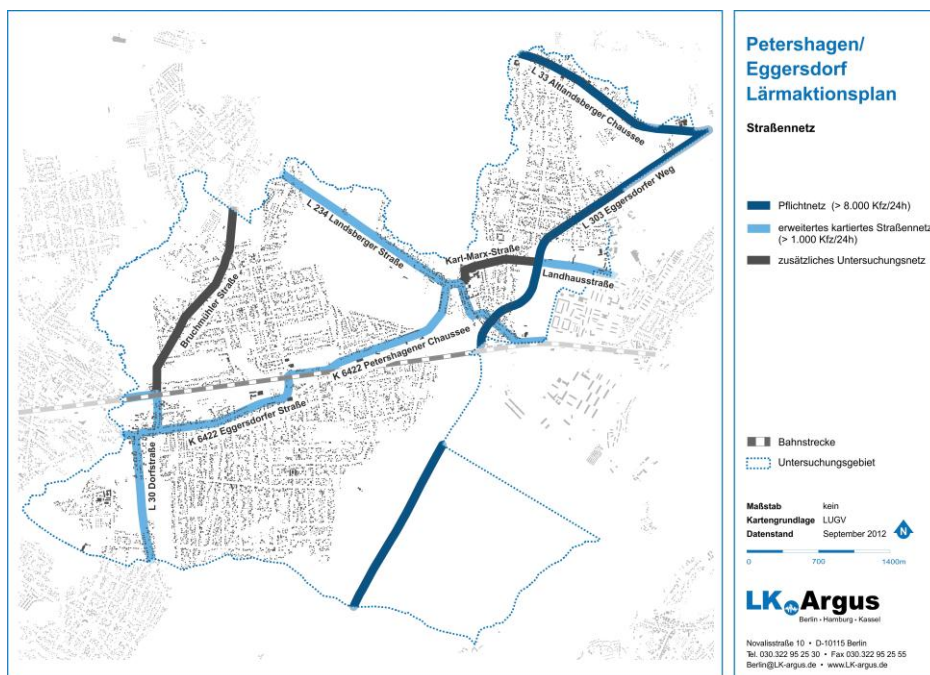 L 33 Altlandsberger Chaussee
L 303 Eggersdorfer Weg
L 234 Landsberger Straße
Karl-Marx-Straße
Landhausstraße
Bruchmühler Straße
K 6422 Petershagener Chaussee
K 6422 Eggersdorfer Straße
L 30 Dorfstraße
Petershagen/
Eggersdorf
Lärmaktionsplan
Straßennetz
Pflichtnetz (> 8.000 Kfz/24h)
erweitertes kartiertes Straßennetz
(> 1.000 Kfz/24h)
zusätzliches Untersuchungsnetz
Bahnstrecke
Untersuchungsgebiet
Maßstab kein
Kartengrundlage LUGV
Datenstand September 2012
N
0 700 1400m
LK Argus
Berlin • Hamburg • Kassel
Novalisstraße 10 • D-10115 Berlin
Tel. 030.322 95 25 30 • Fax 030.322 95 25 55
Berlin@LK-argus.de • www.LK-argus.de